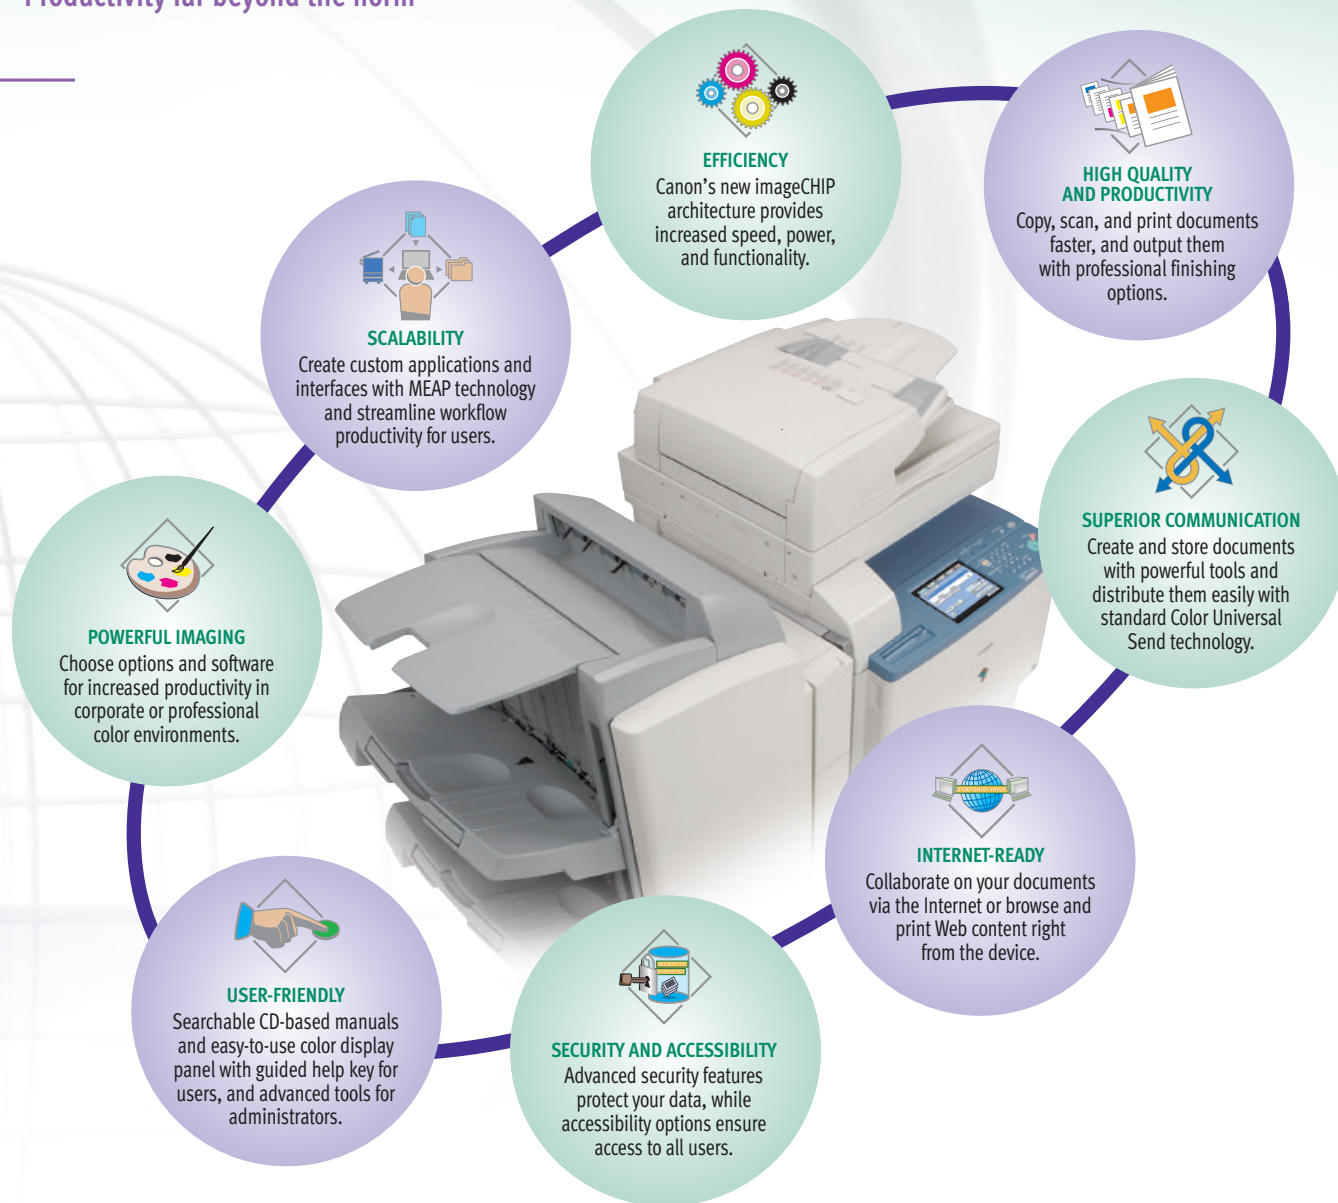 Productivity far beyond the norm
EFFICIENCY
Canon's new imageCHIP
architecture provides
increased speed, power,
and functionality.
HIGH QUALITY
AND PRODUCTIVITY
Copy, scan, and print documents
faster, and output them
with professional finishing
options.
SCALABILITY
Create custom applications and
interfaces with MEAP technology
and streamline workflow
productivity for users.
SUPERIOR COMMUNICATION
Create and store documents
with powerful tools and
distribute them easily with
standard Color Universal
Send technology.
POWERFUL IMAGING
Choose options and software
for increased productivity in
corporate or professional
color environments.
INTERNET-READY
Collaborate on your documents
via the Internet or browse and
print Web content right
from the device.
USER-FRIENDLY
Searchable CD-based manuals
and easy-to-use color display
panel with guided help key for
users, and advanced tools for
administrators.
SECURITY AND ACCESSIBILITY
Advanced security features
protect your data, while
accessibility options ensure
access to all users.